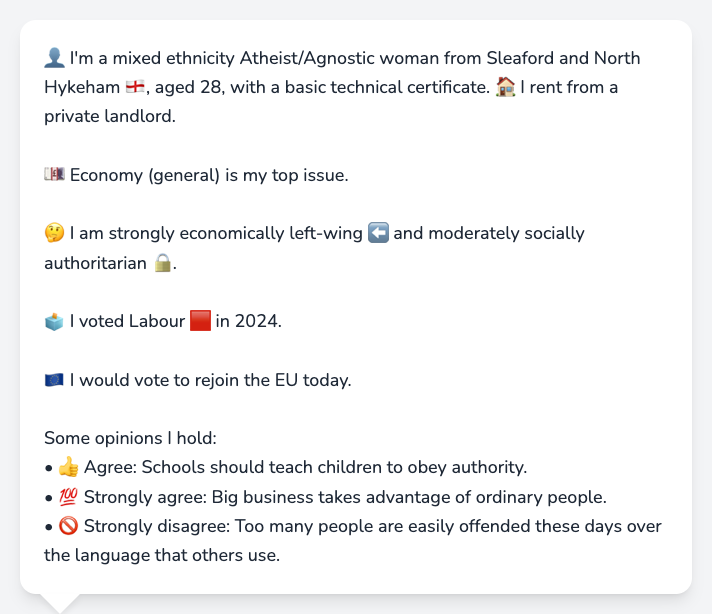 👤 I'm a mixed ethnicity Atheist/Agnostic woman from Sleaford and North
Hykeham 🏴󠁧󠁢󠁥󠁮󠁧󠁿, aged 28, with a basic technical certificate. 🏠 I rent from a
private landlord.
💷 Economy (general) is my top issue.
🤔 I am strongly economically left-wing ⬅️ and moderately socially
authoritarian 🔒.
🗳️ I voted Labour 🟥 in 2024.
🇪🇺 I would vote to rejoin the EU today.
Some opinions I hold:
• 👍 Agree: Schools should teach children to obey authority.
• 💯 Strongly agree: Big business takes advantage of ordinary people.
• 🚫 Strongly disagree: Too many people are easily offended these days over
the language that others use.